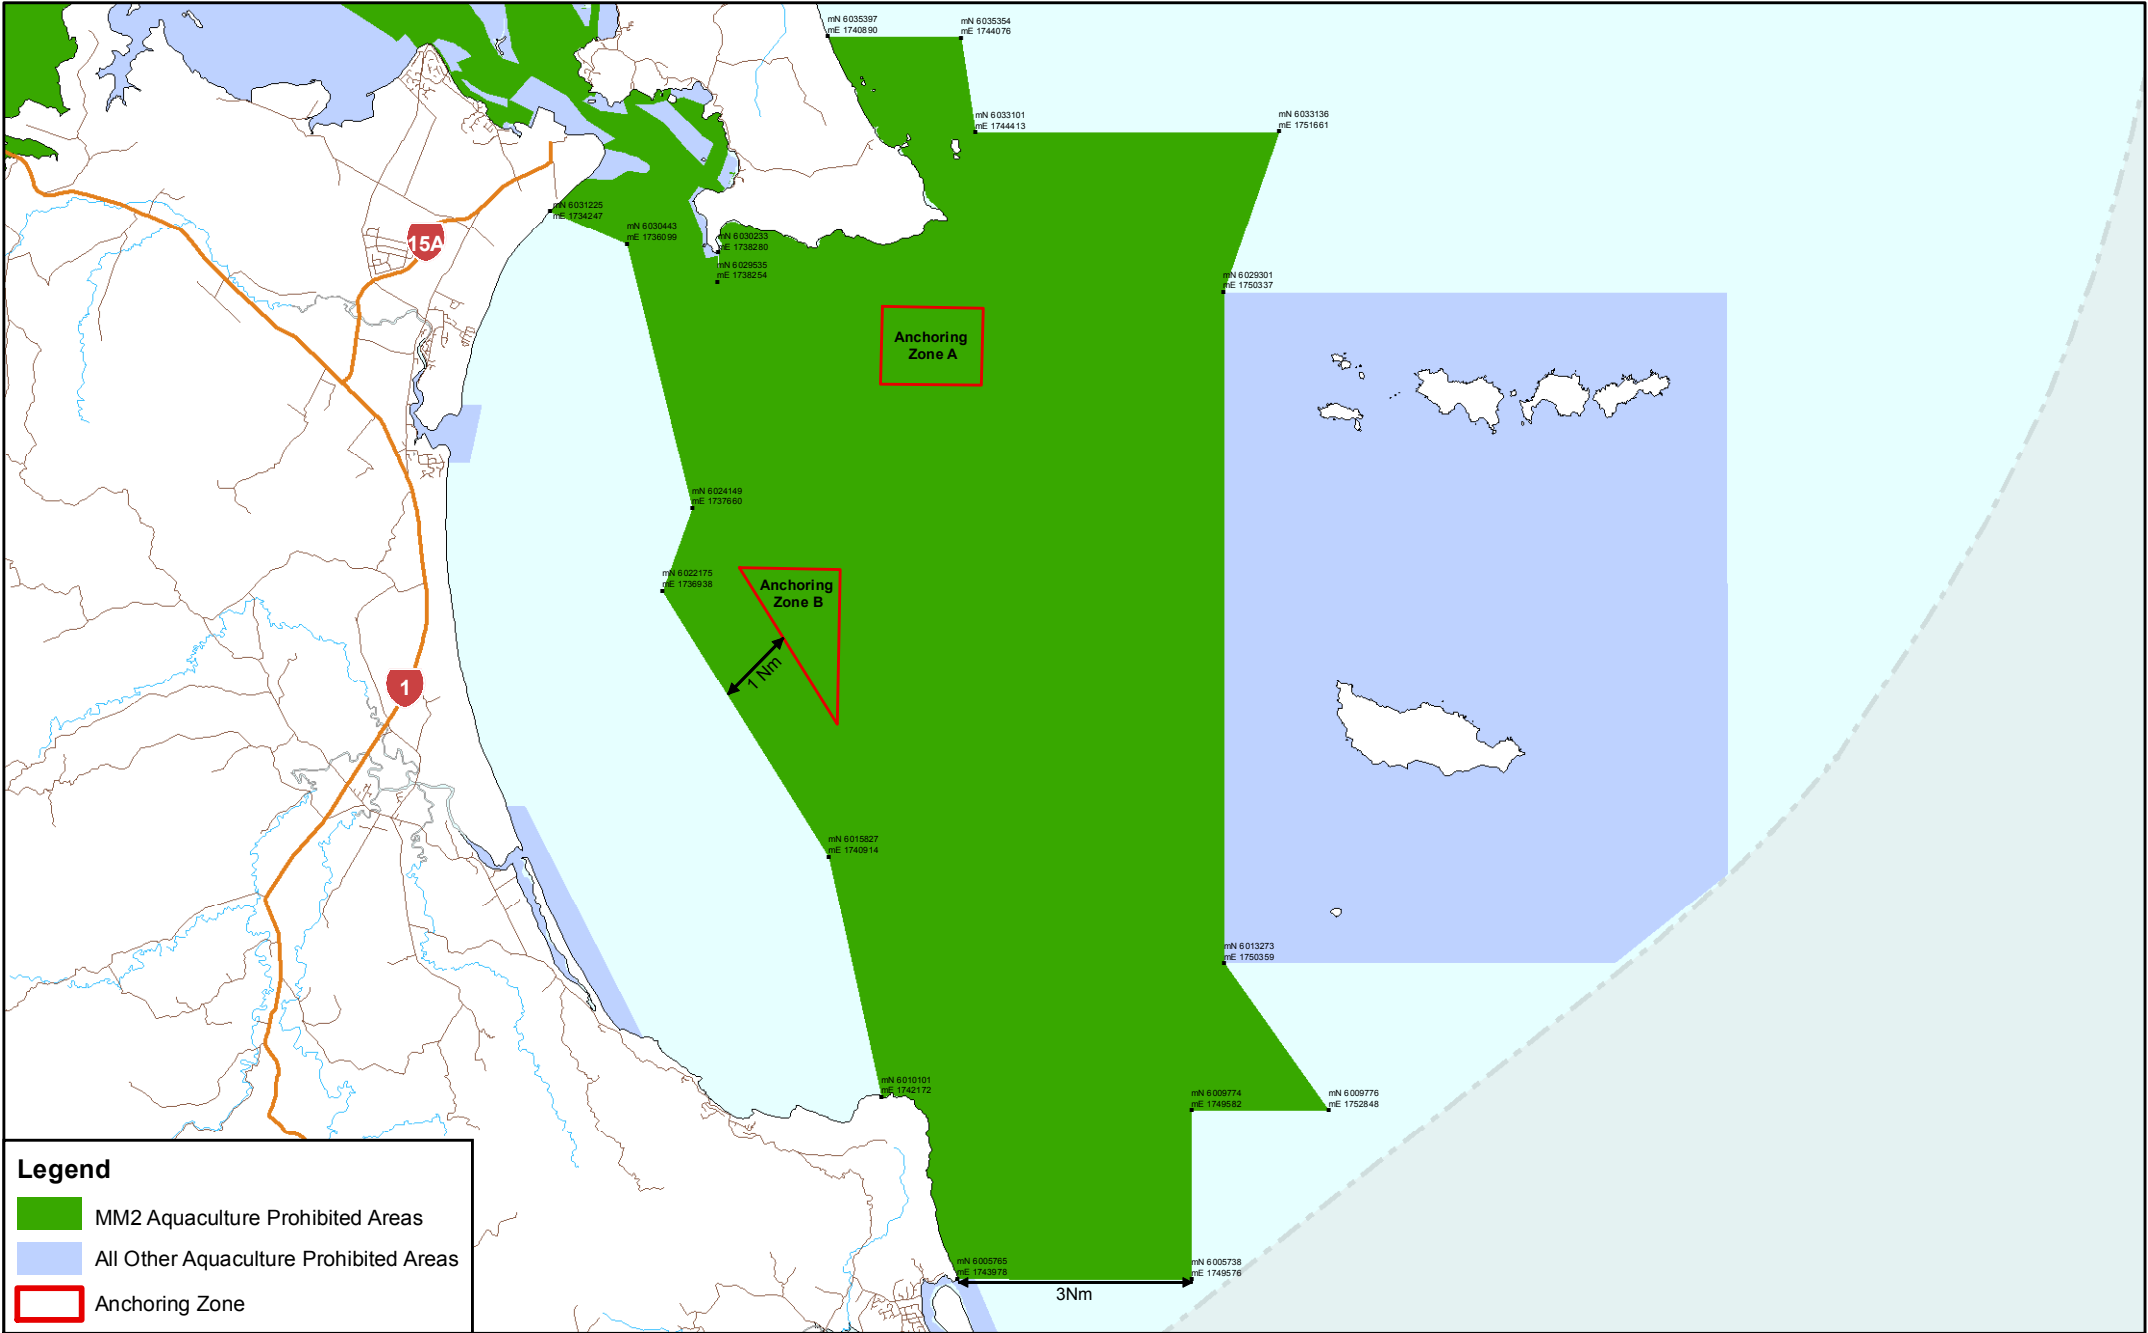 mN 6035397
mE 1740890
mN 6035354
mE 1744076
mN 6033101
mE 1744413
mN 6033136
mE 1751661
mN 6031225
mE 1734247
mN 6030443
mE 1736099
mN 6030233
mE 1738280
mN 6029535
mE 1738254
15A
mN 6029301
mE 1750337
Anchoring
Zone A
mN 6024149
mE 1737660
mN 6022175
mE 1736938
Anchoring
Zone B
1 Nm
1
mN 6015827
mE 1740914
mN 6013273
mE 1750359
mN 6010101
mE 1742172
mN 6009774
mE 1749582
mN 6009776
mE 1752848
mN 6005765
mE 1743978
mN 6005738
mE 1749576
3Nm
Legend
MM2 Aquaculture Prohibited Areas
All Other Aquaculture Prohibited Areas
Anchoring Zone